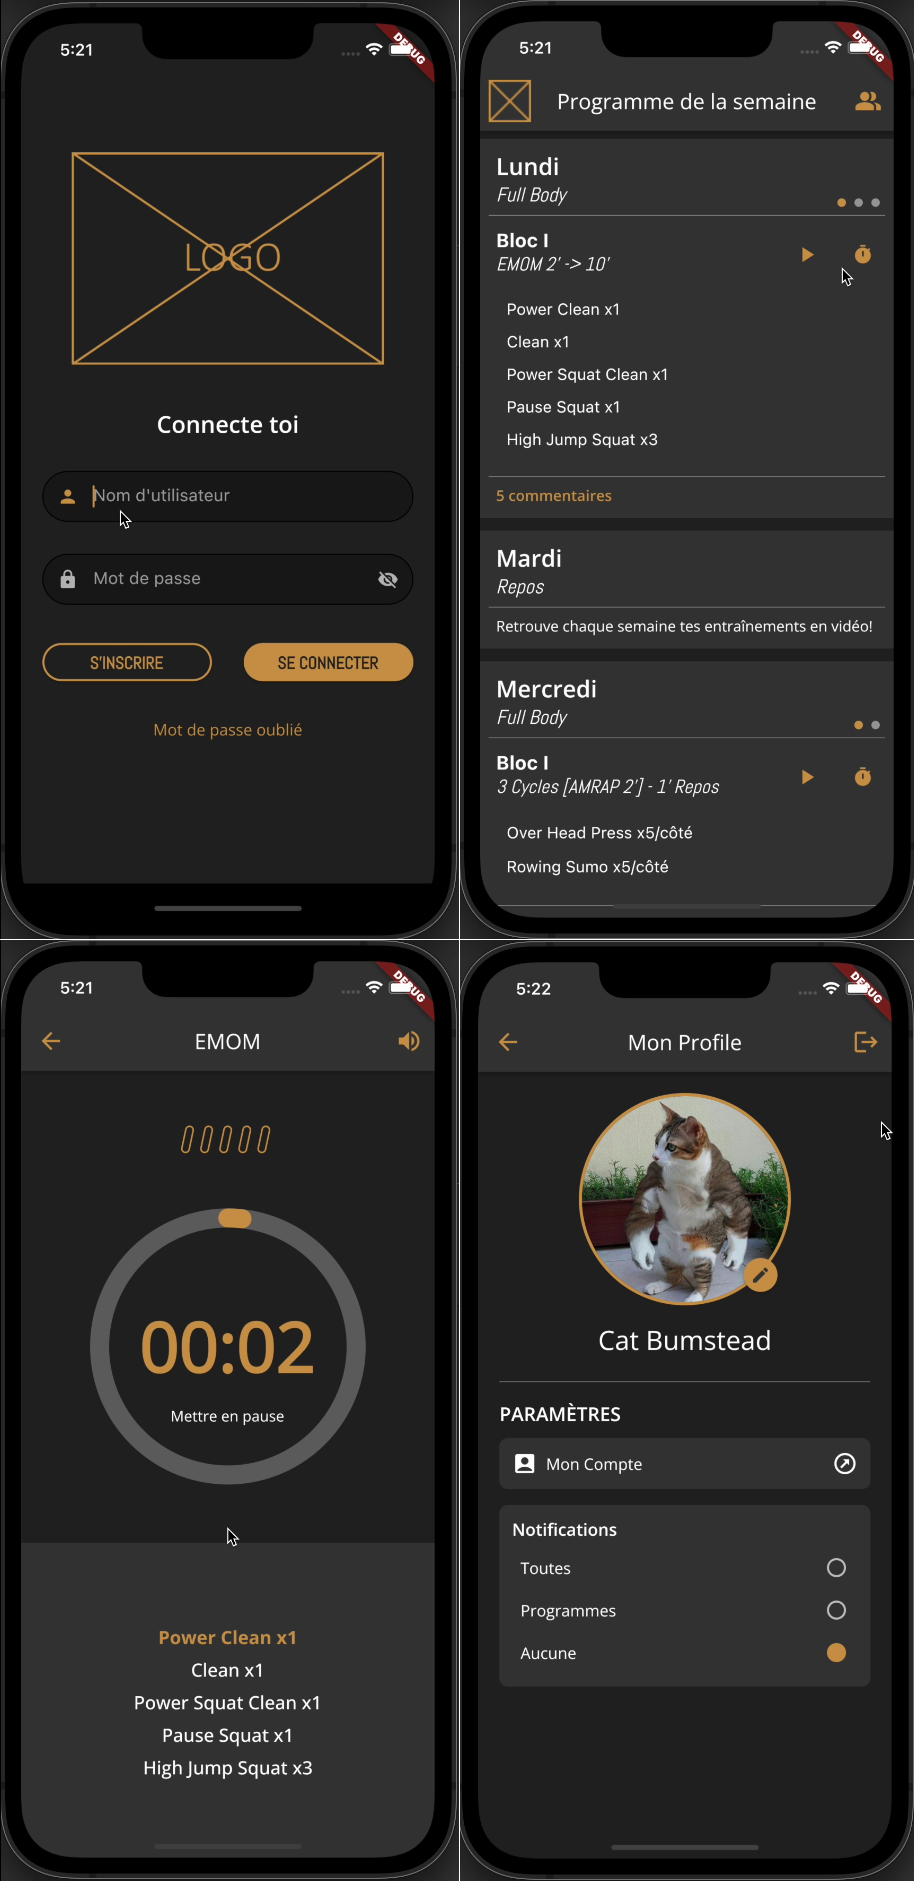 5:21
DEBUG
LOGO
Connecte toi
Nom d'utilisateur
Mot de passe
S'INSCRIRE
SE CONNECTER
Mot de passe oublié
5:21
DEBUG
Programme de la semaine
Lundi
Full Body
Bloc I
EMOM 2' -> 10'
Power Clean x1
Clean x1
Power Squat Clean x1
Pause Squat x1
High Jump Squat x3
5 commentaires
Mardi
Repos
Retrouve chaque semaine tes entraînements en vidéo!
Mercredi
Full Body
Bloc I
3 Cycles [AMRAP 2'] - 1' Repos
Over Head Press x5/côté
Rowing Sumo x5/côté
5:21
DEBUG
EMOM
00:02
Mettre en pause
Power Clean x1
Clean x1
Power Squat Clean x1
Pause Squat x1
High Jump Squat x3
5:22
DEBUG
Mon Profile
Cat Bumstead
PARAMÈTRES
Mon Compte
Notifications
Toutes
Programmes
Aucune